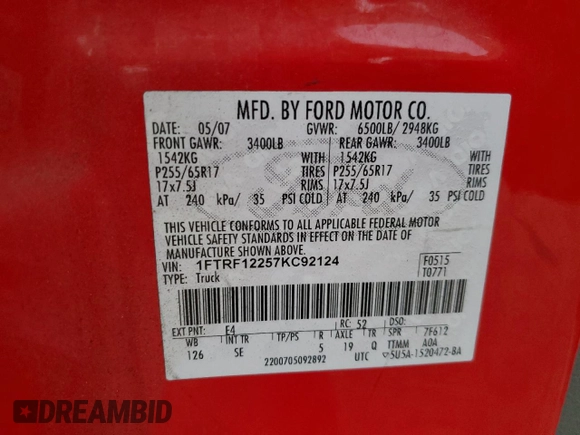 MFD. BY FORD MOTOR CO.
DATE: 05/07 GVWR: 6500LB/ 2948KG
FRONT GAWR: 3400LB REAR GAWR: 3400LB
1542KG WITH 1542KG WITH
P255/65R17 TIRES P255/65R17 TIRES
17x7.5J RIMS 17x7.5J RIMS
AT 240 kPa/ 35 PSI COLD AT 240 kPa/ 35 PSI COLD
THIS VEHICLE CONFORMS TO ALL APPLICABLE FEDERAL MOTOR
VEHICLE SAFETY STANDARDS IN EFFECT ON THE DATE OF
MANUFACTURE SHOWN ABOVE.
VIN: 1FTRF12257KC92124 F0515
TYPE: Truck T0771
EXT PNT: E4 RC: 52 DSO:
WB INT TR TP/PS R AXLE TR SPR 7F612
126 SE 5 19 Q TTMM A0A
2200705092892 UTC 5U5A-1520472-BA
DREAMBID